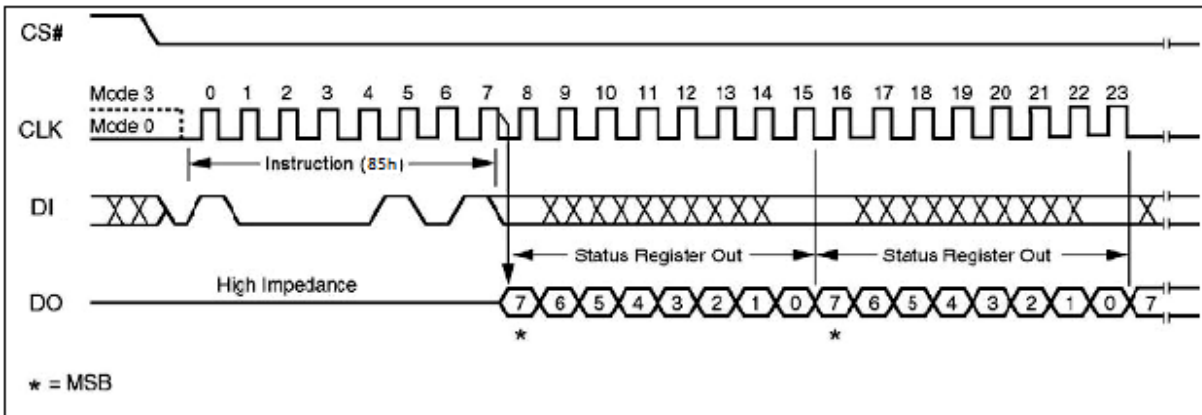 CS#
Mode 3 0 1 2 3 4 5 6 7 8 9 10 11 12 13 14 15 16 17 18 19 20 21 22 23
CLK Mode 0
Instruction (85h)
DI
Status Register Out Status Register Out
High Impedance
DO 7 6 5 4 3 2 1 0 7 6 5 4 3 2 1 0 7
* *
* = MSB